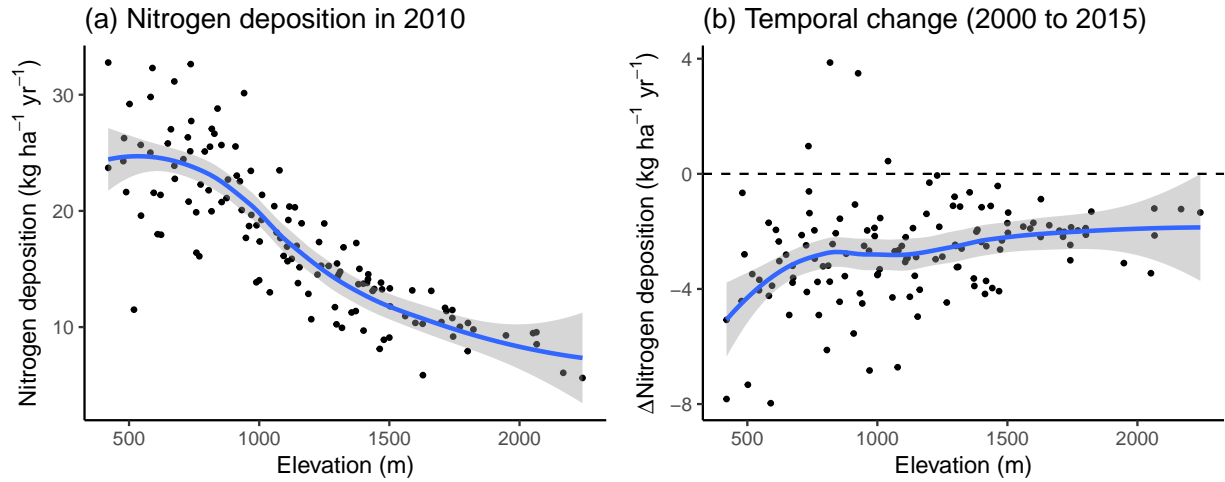 (a) Nitrogen deposition in 2010
Nitrogen deposition (kg ha⁻¹ yr⁻¹)
30
20
10
500 1000 1500 2000
Elevation (m)
(b) Temporal change (2000 to 2015)
ΔNitrogen deposition (kg ha⁻¹ yr⁻¹)
4
0
−4
−8
500 1000 1500 2000
Elevation (m)